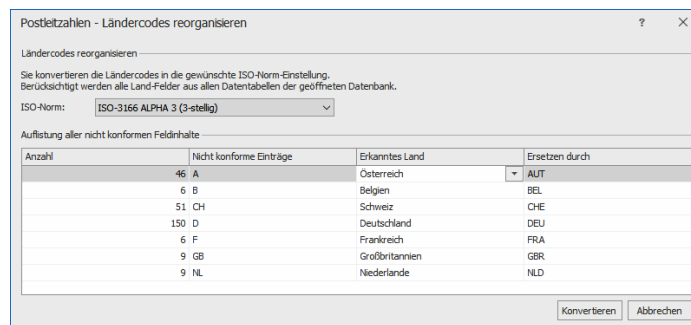 Postleitzahlen - Ländercodes reorganisieren ? ×
Ländercodes reorganisieren
Sie konvertieren die Ländercodes in die gewünschte ISO-Norm-Einstellung.
Berücksichtigt werden alle Land-Felder aus allen Datentabellen der geöffneten Datenbank.
ISO-Norm: ISO-3166 ALPHA 3 (3-stellig)
Auflistung aller nicht konformen Feldinhalte
Anzahl Nicht konforme Einträge Erkanntes Land Ersetzen durch
46 A Österreich AUT
6 B Belgien BEL
51 CH Schweiz CHE
150 D Deutschland DEU
6 F Frankreich FRA
9 GB Großbritannien GBR
9 NL Niederlande NLD
Konvertieren Abbrechen